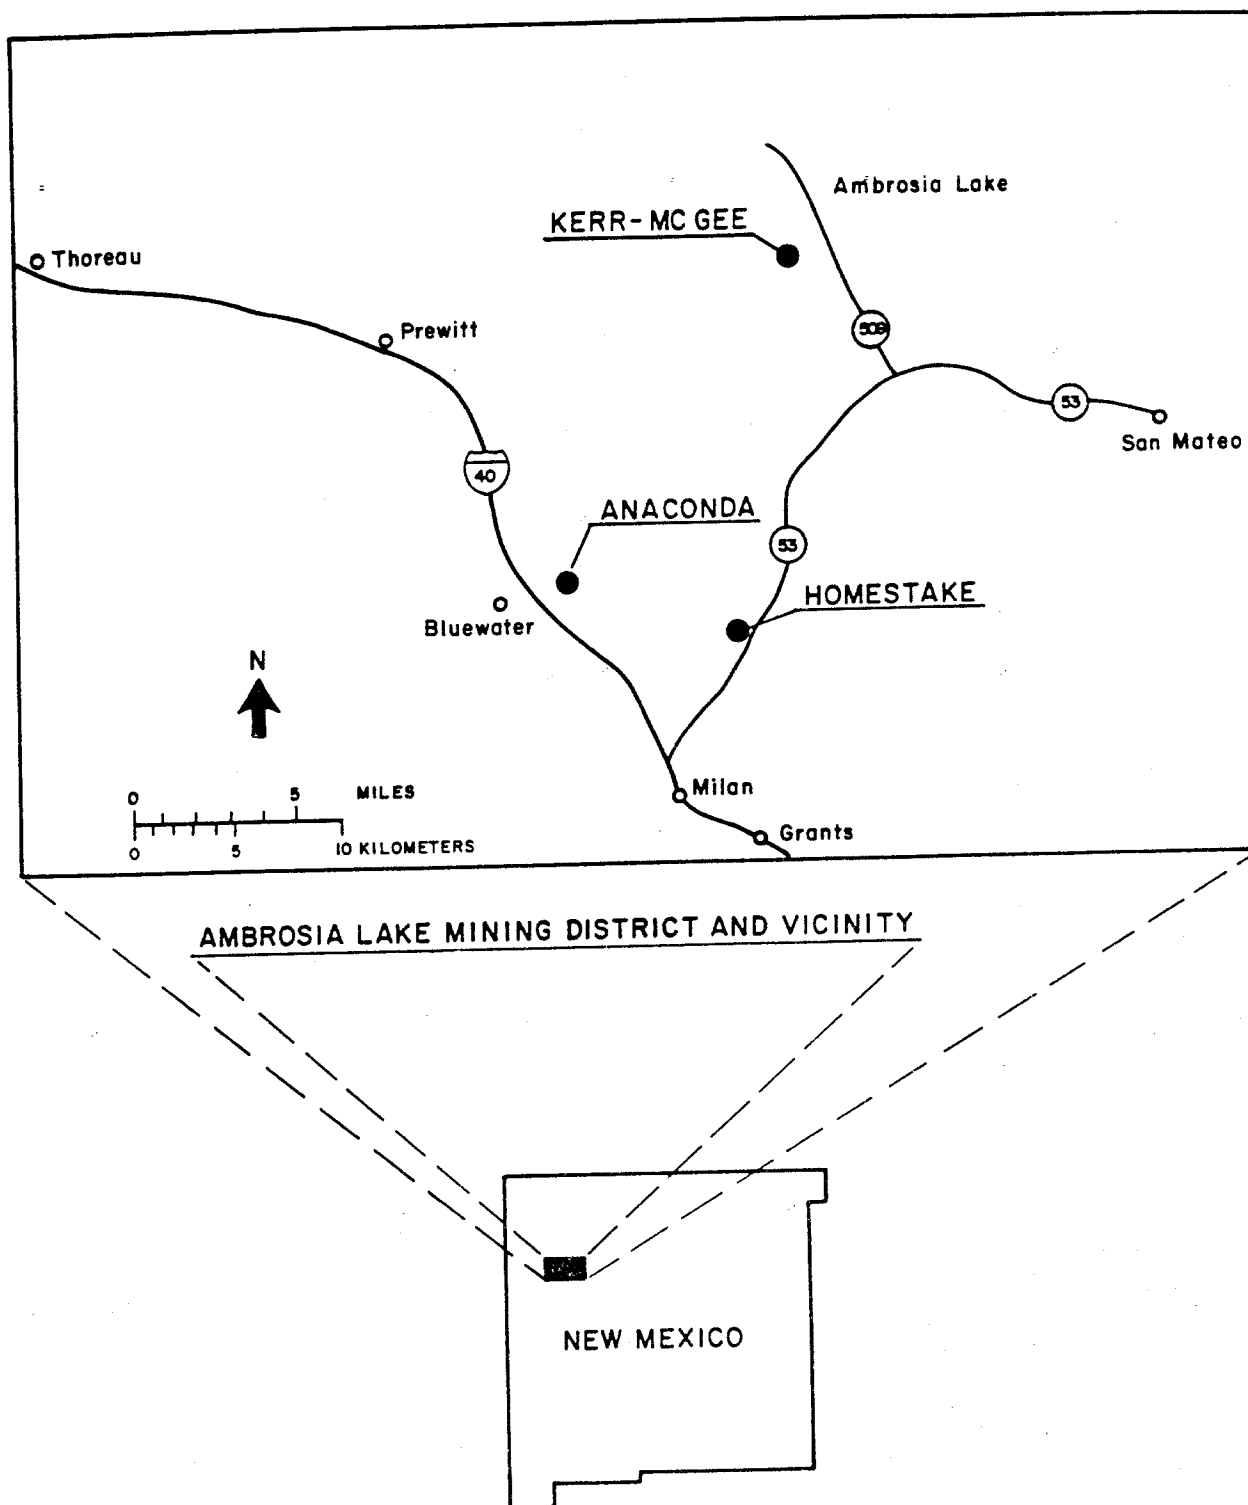 Ambrosia Lake
KERR-MC GEE
Thoreau
Prewitt
509
53
San Mateo
40
ANACONDA
53
HOMESTAKE
Bluewater
N
0 5 MILES
0 5 10 KILOMETERS
Milan
Grants
AMBROSIA LAKE MINING DISTRICT AND VICINITY
NEW MEXICO